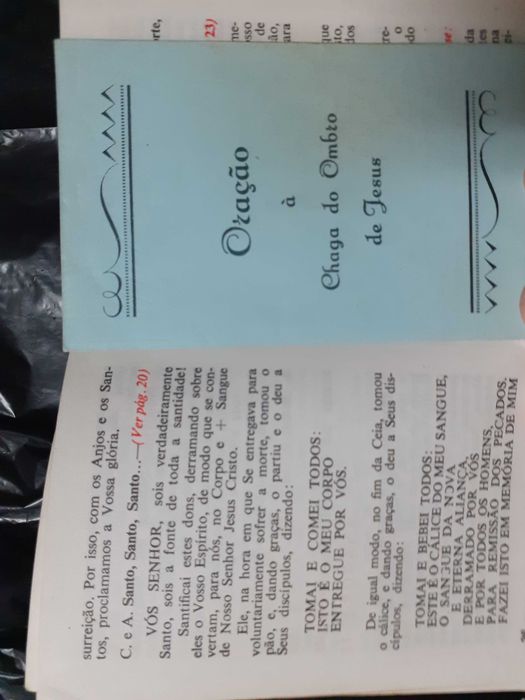 Oração
à
Chaga do Ombro
de Jesus
surreição, Por isso, com os Anjos e os San-
tos, proclamamos a Vossa glória.
C. e A. Santo, Santo, Santo...—(Ver pág. 20)
VÓS SENHOR, sois verdadeiramente
Santo, sois a fonte de toda a santidade!
Santificai estes dons, derramando sobre
eles o Vosso Espírito, de modo que se con-
vertam, para nós, no Corpo e + Sangue
de Nosso Senhor Jesus Cristo.
Ele, na hora em que Se entregava para
voluntariamente sofrer a morte, tomou o
pão, e, dando graças, o partiu e o deu a
Seus discípulos, dizendo:
TOMAI E COMEI TODOS:
ISTO É O MEU CORPO
ENTREGUE POR VÓS.
De igual modo, no fim da Ceia, tomou
o cálice, e dando graças, o deu a Seus dis-
cípulos, dizendo:
TOMAI E BEBEI TODOS:
ESTE É O CÁLICE DO MEU SANGUE,
O SANGUE DA NOVA
E ETERNA ALIANÇA,
DERRAMADO POR VÓS
E POR TODOS OS HOMENS,
PARA REMISSÃO DOS PECADOS.
FAZEI ISTO EM MEMÓRIA DE MIM